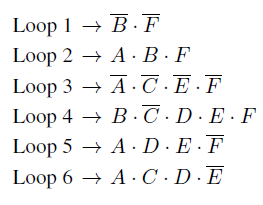 Loop 1 → B̅ · F̅
Loop 2 → A · B · F
Loop 3 → A̅ · C̅ · E̅ · F̅
Loop 4 → B · C̅ · D · E · F
Loop 5 → A · D · E · F̅
Loop 6 → A · C · D · E̅